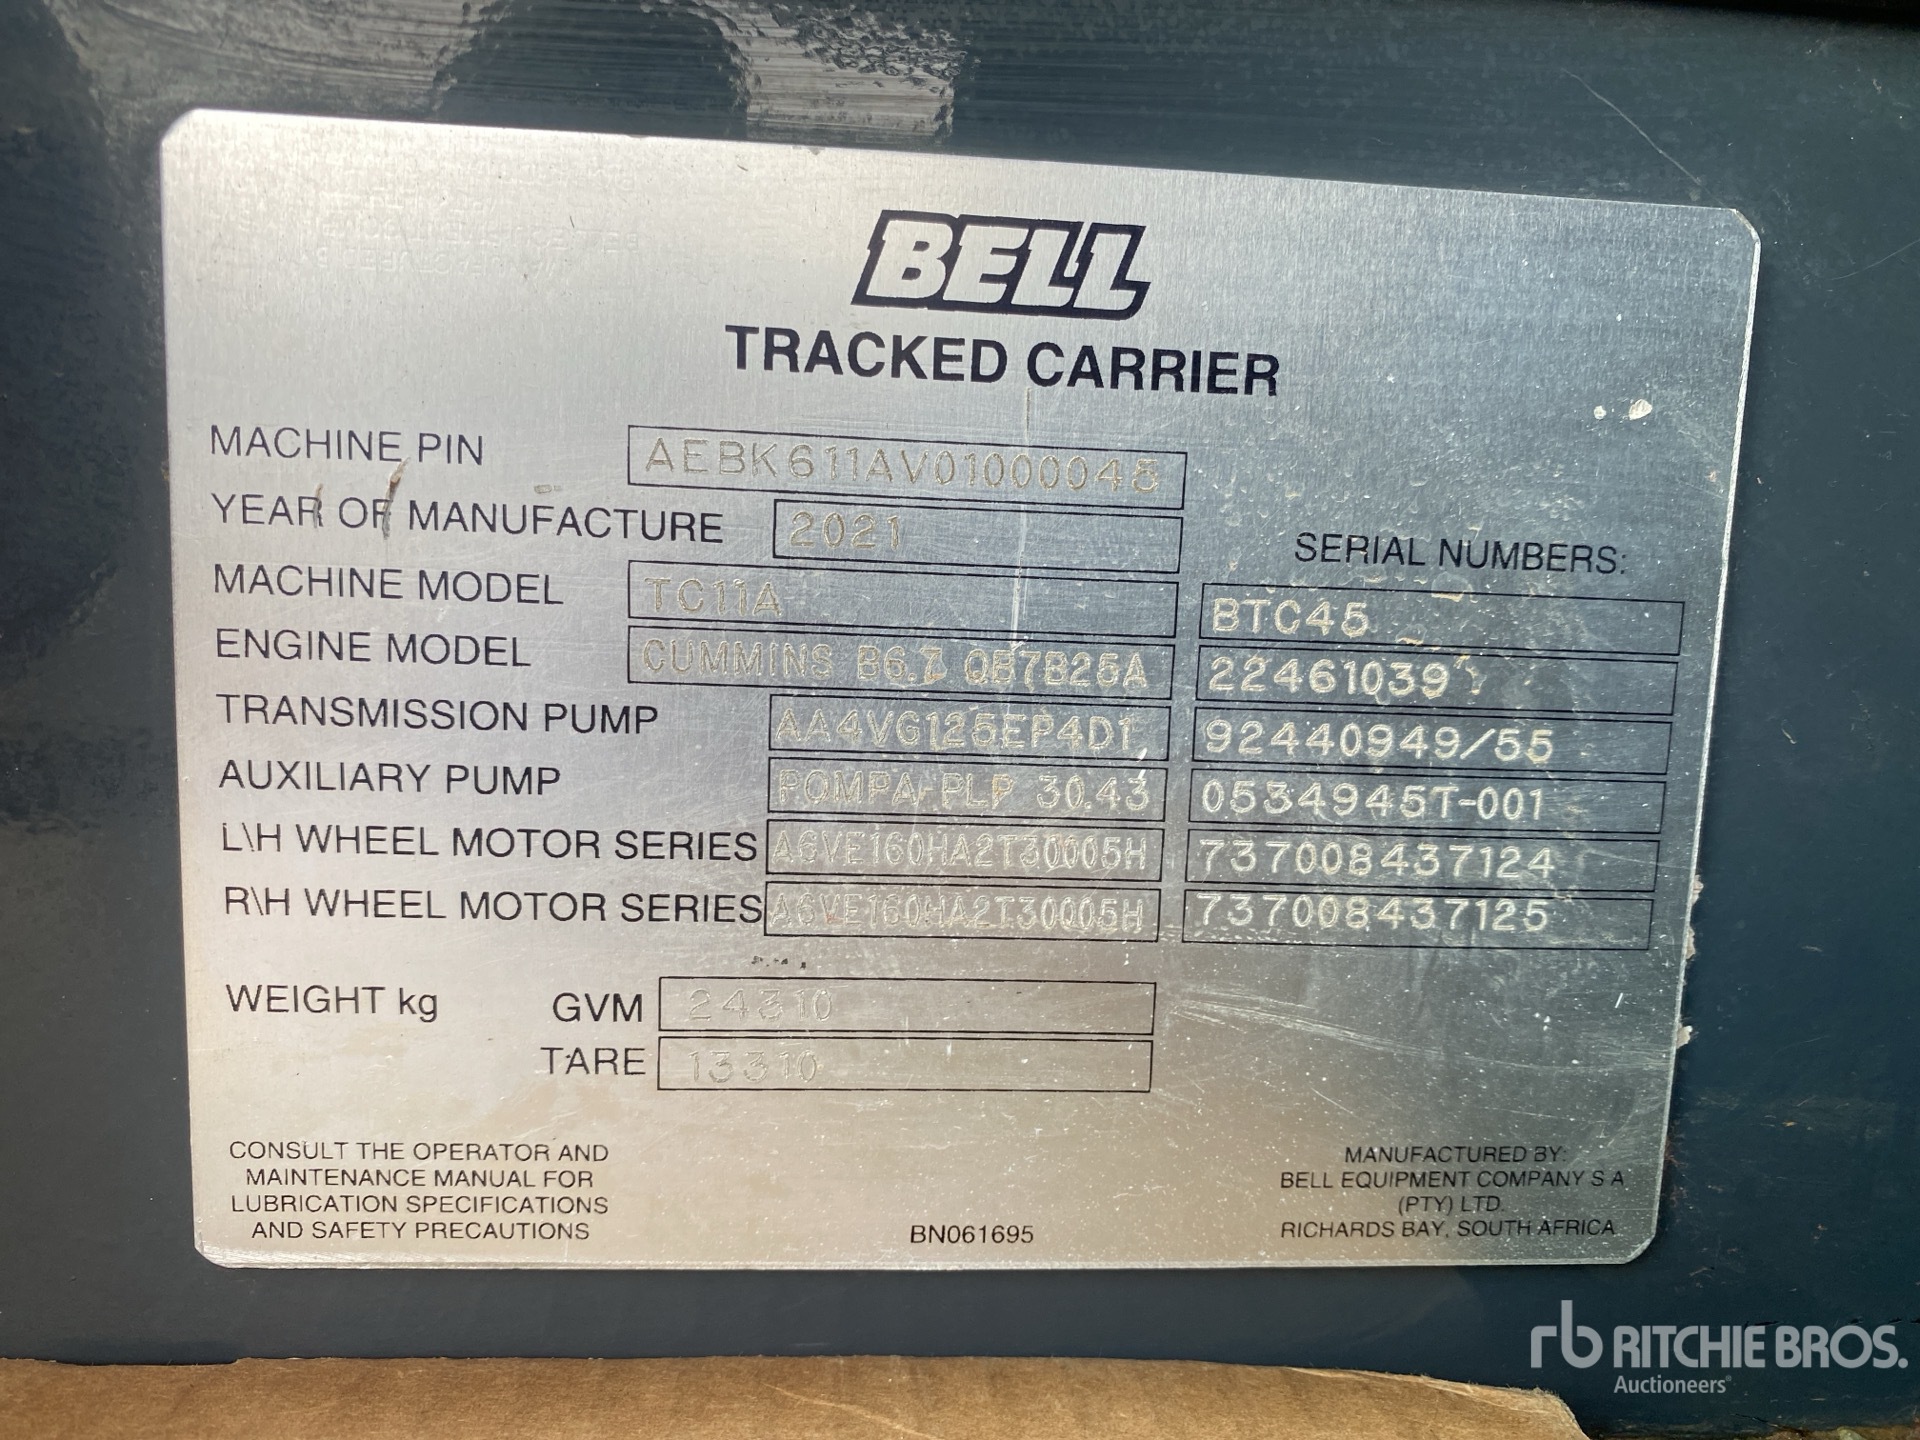 BELL
TRACKED CARRIER
MACHINE PIN AEBK611AV01000045
YEAR OF MANUFACTURE 2021
SERIAL NUMBERS:
MACHINE MODEL TC11A BTC45
ENGINE MODEL CUMMINS B6.7 QB7B25A 22461039
TRANSMISSION PUMP AA4VG125EP4D1 92440949/55
AUXILIARY PUMP POMPA-PLP 30.43 0534945T-001
L\H WHEEL MOTOR SERIES A6VE160HA2T30005H 737008437124
R\H WHEEL MOTOR SERIES A6VE160HA2T30005H 737008437125
WEIGHT kg GVM 24310
TARE 13310
CONSULT THE OPERATOR AND
MAINTENANCE MANUAL FOR
LUBRICATION SPECIFICATIONS
AND SAFETY PRECAUTIONS
BN061695
MANUFACTURED BY:
BELL EQUIPMENT COMPANY S A
(PTY) LTD.
RICHARDS BAY, SOUTH AFRICA
rb RITCHIE BROS.
Auctioneers